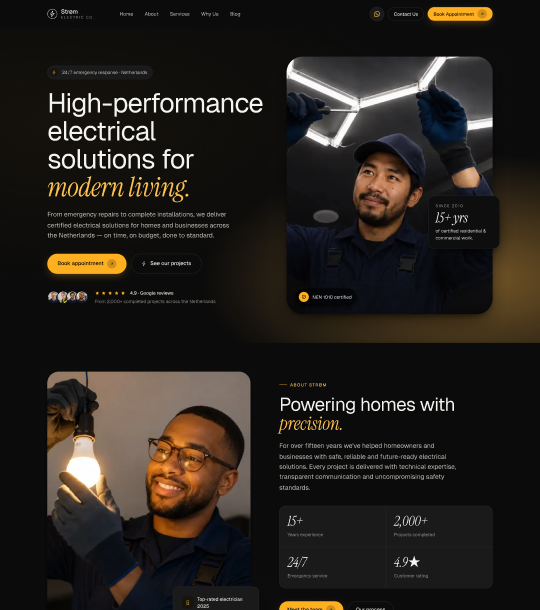 Strøm
ELECTRIC CO.
Home
About
Services
Why Us
Blog
Contact Us
Book Appointment
24/7 emergency response · Netherlands
High-performance
electrical
solutions for
modern living.
From emergency repairs to complete installations, we deliver
certified electrical solutions for homes and businesses across
the Netherlands — on time, on budget, done to standard.
Book appointment
See our projects
★ ★ ★ ★ ★ 4.9 · Google reviews
From 2,000+ completed projects across the Netherlands
SINCE 2010
15+ yrs
of certified residential &
commercial work.
NEN 1010 certified
ABOUT STRØM
Powering homes with
precision.
For over fifteen years we've helped homeowners and
businesses with safe, reliable and future-ready electrical
solutions. Every project is delivered with technical expertise,
transparent communication and uncompromising safety
standards.
15+
Years experience
2,000+
Projects completed
24/7
Emergency service
4.9★
Customer rating
Top-rated electrician
2025
Meet the team
Our process